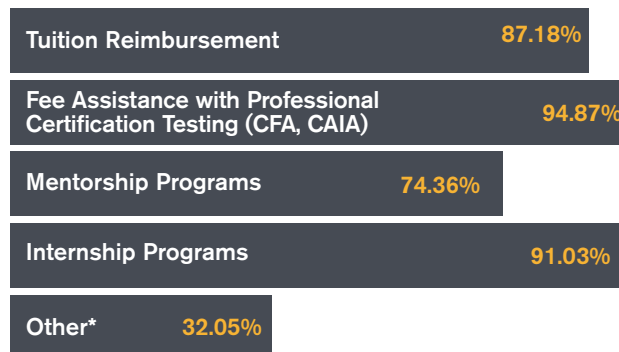 Tuition Reimbursement 87.18%
Fee Assistance with Professional
Certification Testing (CFA, CAIA) 94.87%
Mentorship Programs 74.36%
Internship Programs 91.03%
Other* 32.05%